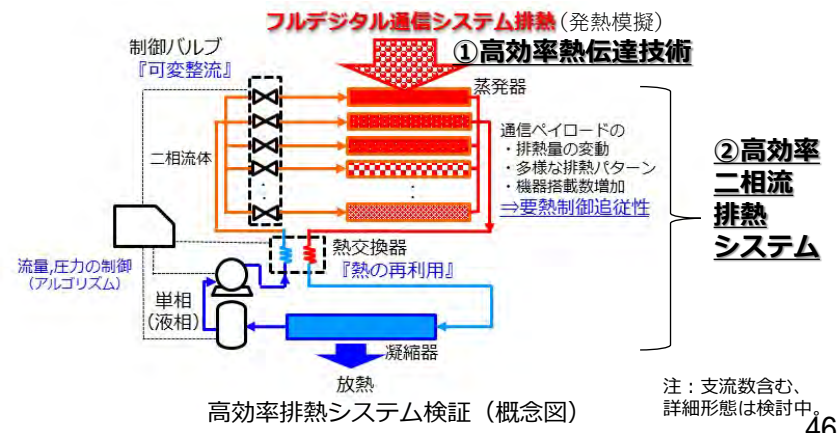 フルデジタル通信システム排熱(発熱模擬)
①高効率熱伝達技術
制御バルブ
『可変整流』
蒸発器
二相流体
通信ペイロードの
・排熱量の変動
・多様な排熱パターン
・機器搭載数増加
⇒要熱制御追従性
②高効率
二相流
排熱
システム
熱交換器
『熱の再利用』
流量,圧力の制御
(アルゴリズム)
単相
(液相)
凝縮器
放熱
高効率排熱システム検証（概念図）
注：支流数含む、
詳細形態は検討中。
46